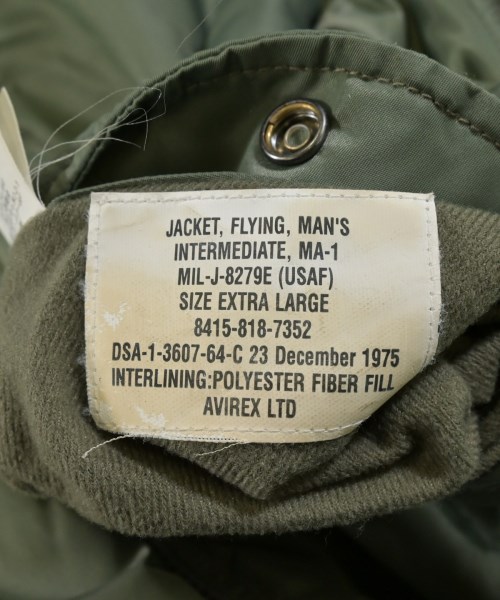 JACKET, FLYING, MAN'S
INTERMEDIATE, MA-1
MIL-J-8279E (USAF)
SIZE EXTRA LARGE
8415-818-7352
DSA-1-3607-64-C 23 December 1975
INTERLINING:POLYESTER FIBER FILL
AVIREX LTD